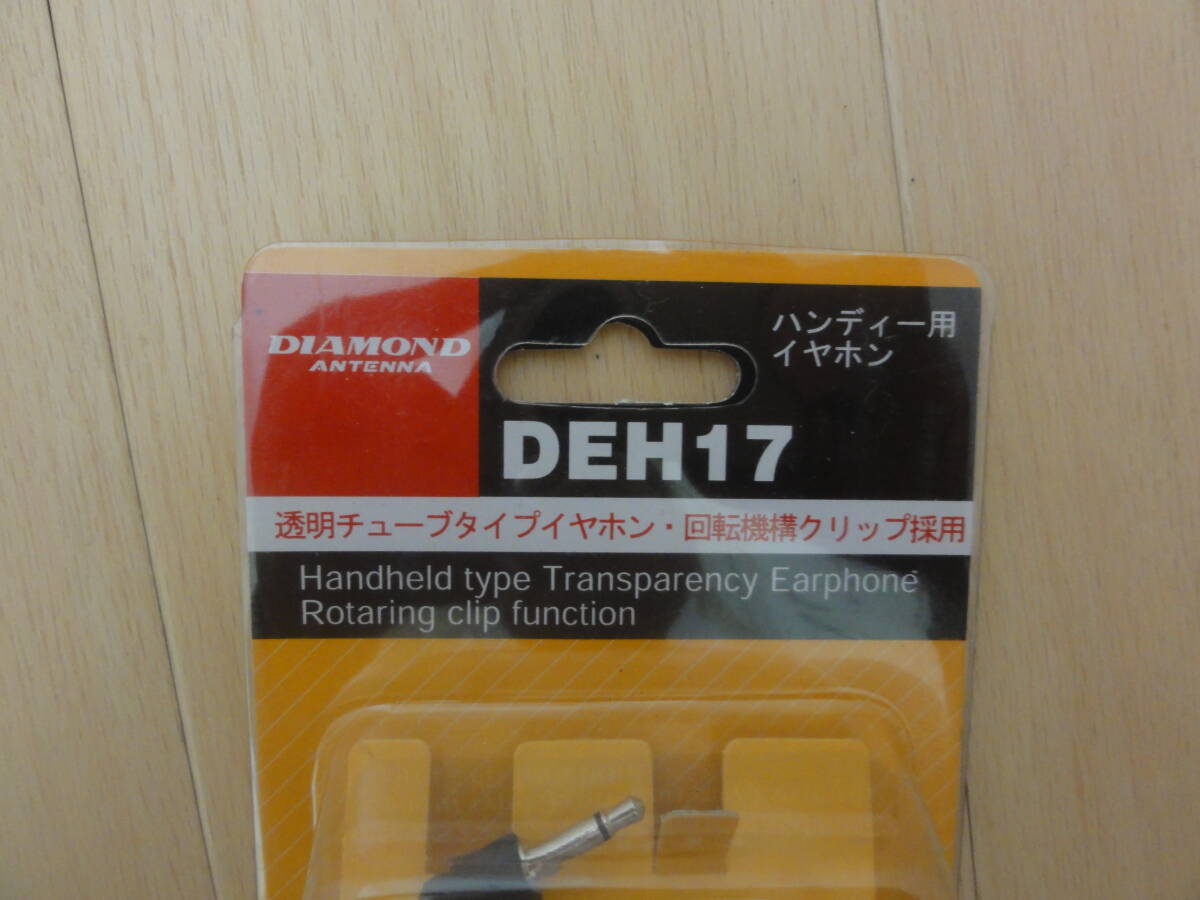 DIAMOND
ANTENNA
ハンディー用
イヤホン
DEH17
透明チューブタイプイヤホン・回転機構クリップ採用
Handheld type Transparency Earphone
Rotaring clip function